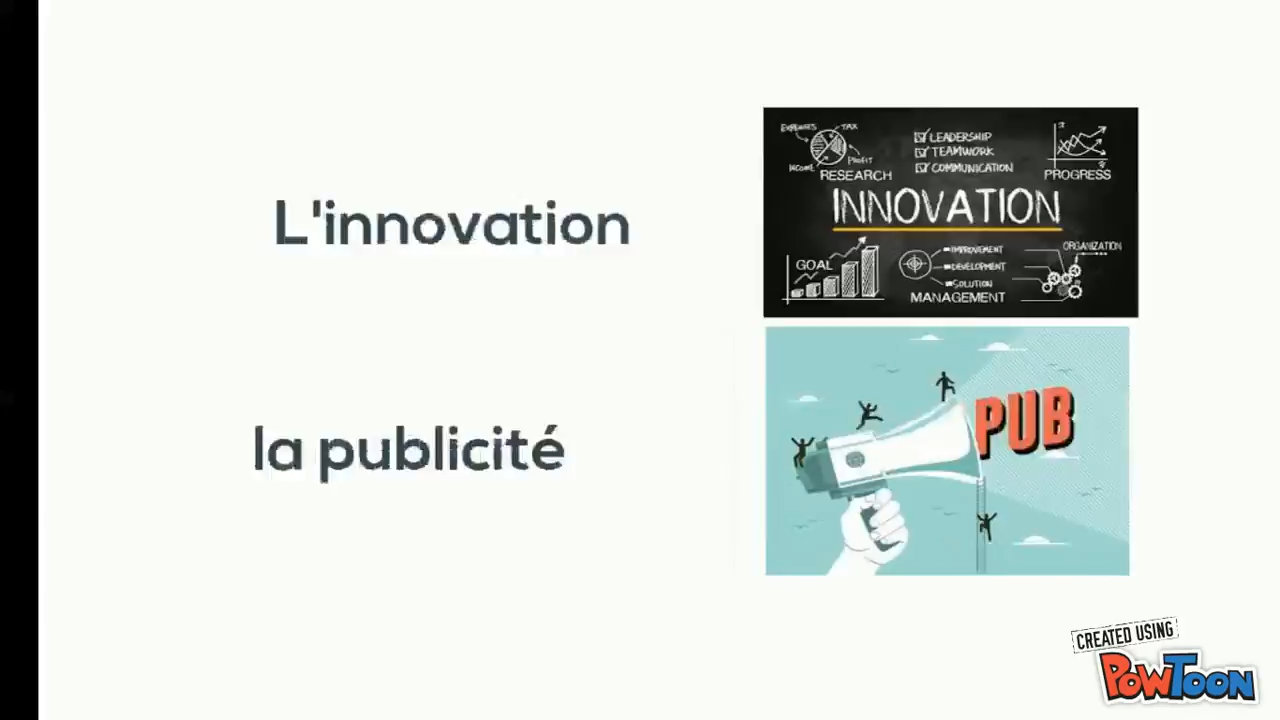 L'innovation
EXPENSES
TAX
INCOME
PROFIT
RESEARCH
LEADERSHIP
TEAMWORK
COMMUNICATION
PROGRESS
INNOVATION
GOAL
IMPROVEMENT
DEVELOPMENT
SOLUTION
MANAGEMENT
ORGANIZATION
la publicité
PUB
CREATED USING
POWTOON